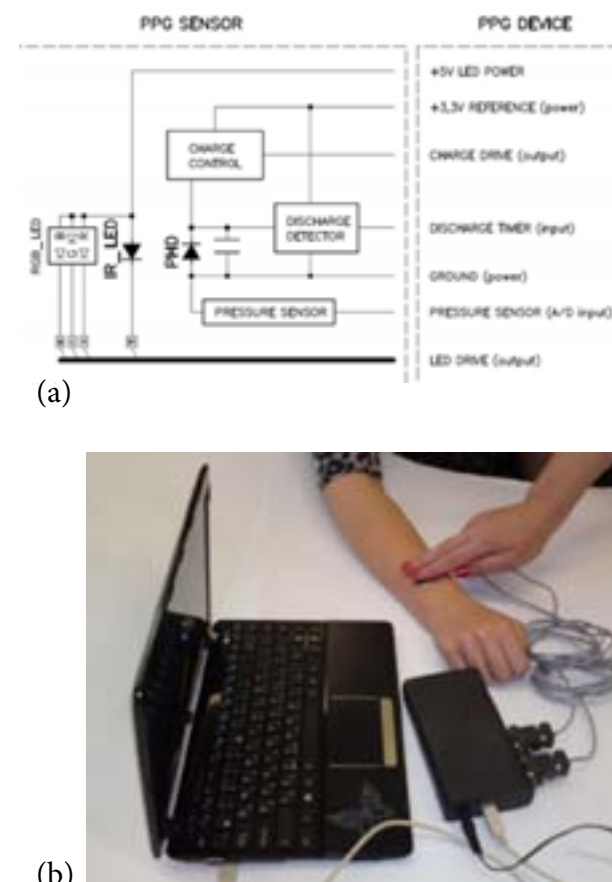 PPG SENSOR PPG DEVICE
+5V LED POWER
+3,3V REFERENCE (power)
CHARGE
CONTROL
CHARGE DRIVE (output)
DISCHARGE
DETECTOR
DISCHARGE TIMER (input)
RGB_LED
IR_LED
PHD
GROUND (power)
PRESSURE SENSOR
PRESSURE SENSOR (A/D input)
LED DRIVE (output)
(a)
(b)